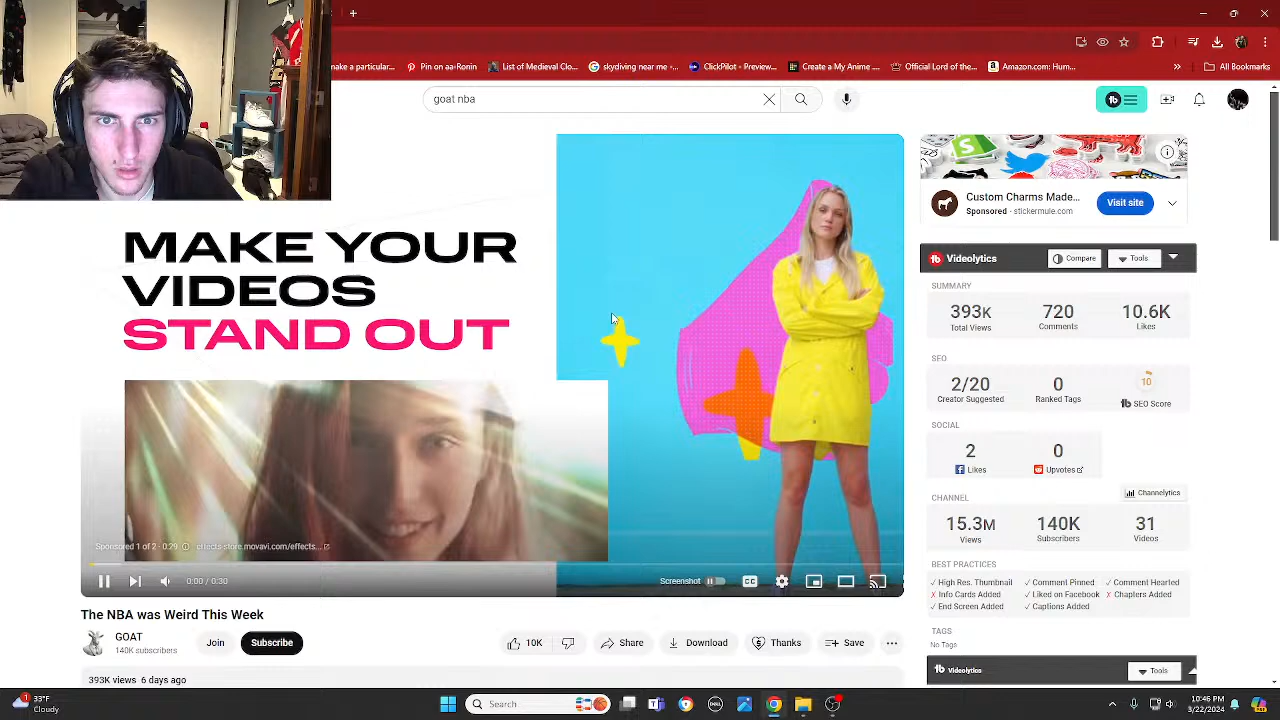 make a particular...
Pin on aa-Ronin
List of Medieval Clo...
skydiving near me -...
ClickPilot • Preview...
Create a My Anime ...
Official Lord of the...
Amazon.com: Hum...
»
All Bookmarks
goat nba
Custom Charms Made...
Sponsored · stickermule.com
Visit site
MAKE YOUR
VIDEOS
STAND OUT
Videolytics
Compare
Tools
SUMMARY
393K
720
10.6K
Total Views
Comments
Likes
SEO
2/20
0
10
Creator Suggested
Ranked Tags
SEO Score
SOCIAL
2
0
Likes
Upvotes
CHANNEL
Channelytics
15.3M
140K
31
Views
Subscribers
Videos
BEST PRACTICES
✓ High Res. Thumbnail
✓ Comment Pinned
✓ Comment Hearted
✗ Info Cards Added
✓ Liked on Facebook
✗ Chapters Added
✓ End Screen Added
✓ Captions Added
TAGS
No Tags
Videolytics
Tools
Sponsored 1 of 2 · 0:29
effects-store.movavi.com/effects...
0:00 / 0:30
Screenshot
CC
The NBA was Weird This Week
GOAT
140K subscribers
Join
Subscribe
10K
Share
Download
Thanks
Save
393K views 6 days ago
33°F
Cloudy
Search
10:46 PM
9/22/2024